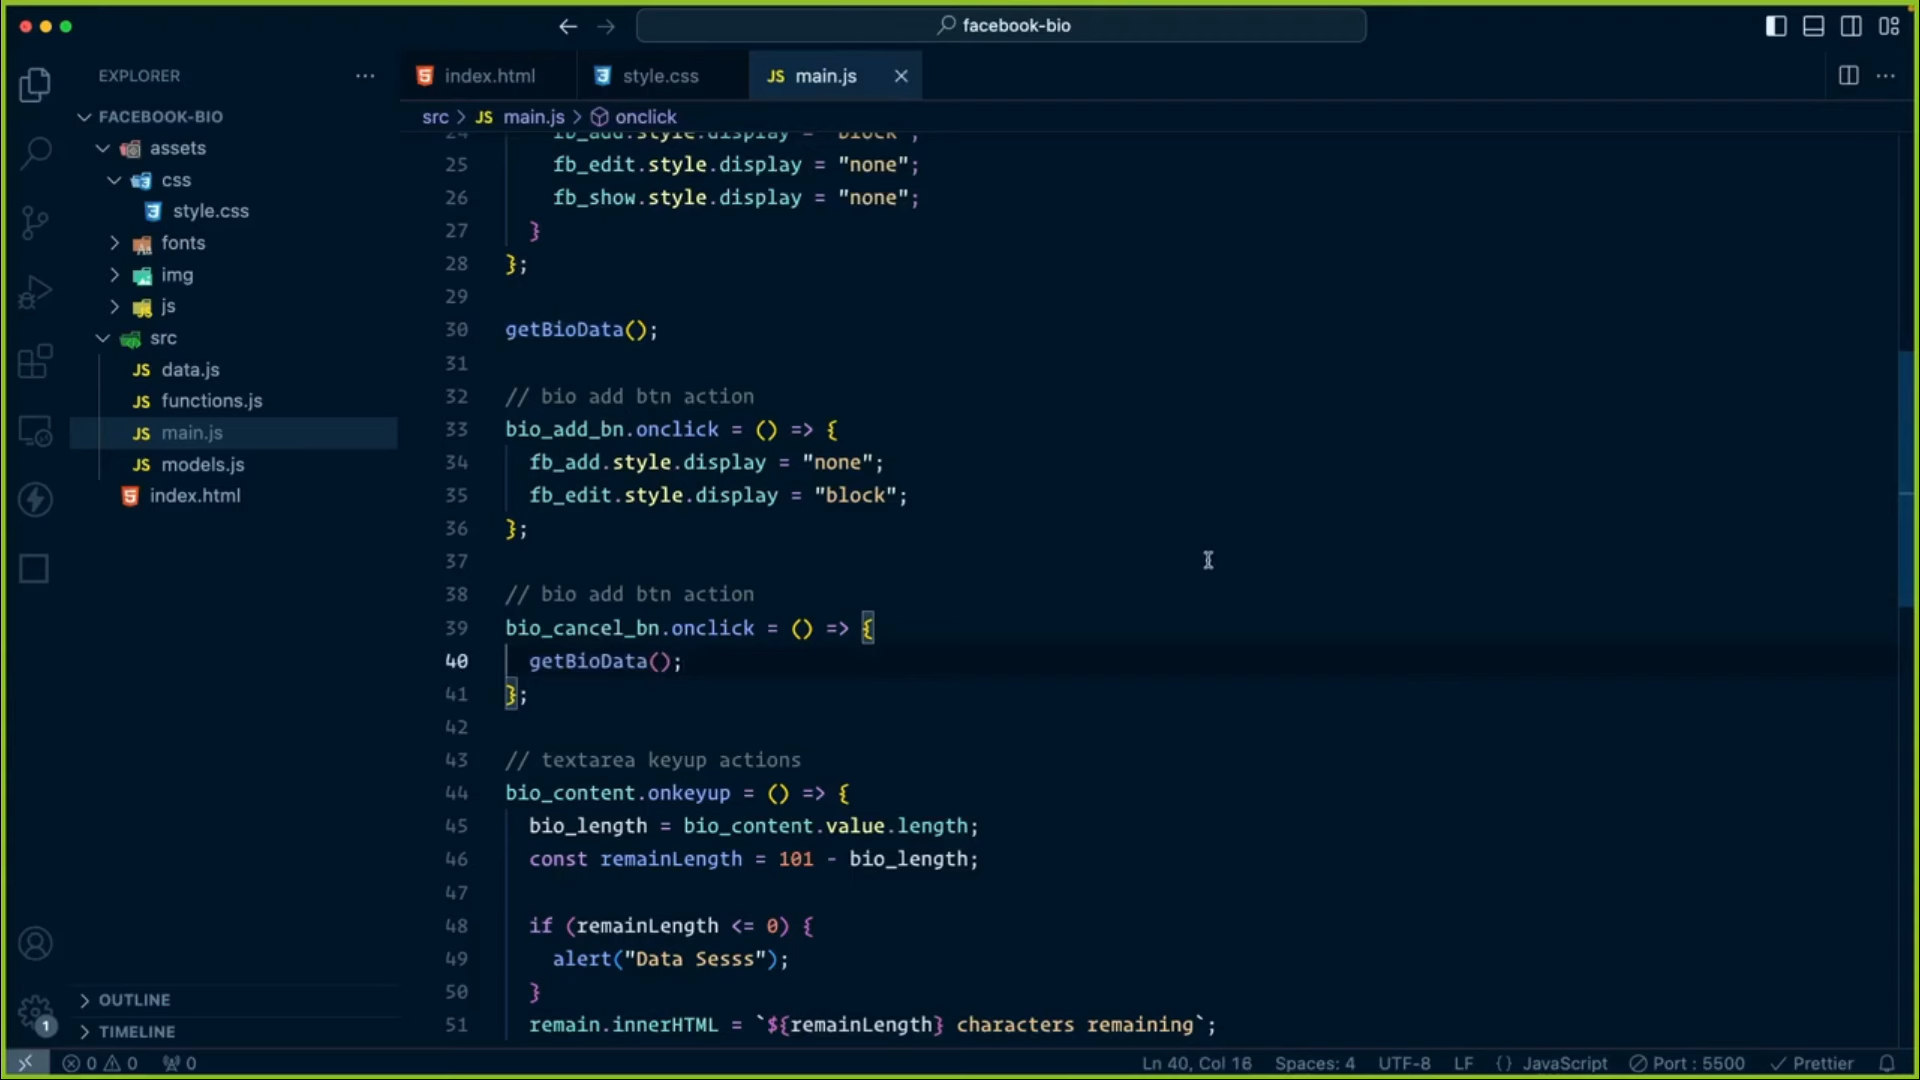 facebook-bio
EXPLORER
index.html
style.css
JS main.js
FACEBOOK-BIO
src > JS main.js > onclick
assets
css
style.css
fonts
img
js
src
JS data.js
JS functions.js
JS main.js
JS models.js
index.html
OUTLINE
TIMELINE
24 fb_add.style.display = "block";
25 fb_edit.style.display = "none";
26 fb_show.style.display = "none";
27 }
28 };
29
30 getBioData();
31
32 // bio add btn action
33 bio_add_bn.onclick = () => {
34 fb_add.style.display = "none";
35 fb_edit.style.display = "block";
36 };
37
38 // bio add btn action
39 bio_cancel_bn.onclick = () => {
40 getBioData();
41 };
42
43 // textarea keyup actions
44 bio_content.onkeyup = () => {
45 bio_length = bio_content.value.length;
46 const remainLength = 101 - bio_length;
47
48 if (remainLength <= 0) {
49 alert("Data Sesss");
50 }
51 remain.innerHTML = `${remainLength} characters remaining`;
1
0 0 0 Ln 40, Col 16 Spaces: 4 UTF-8 LF {} JavaScript Port : 5500 Prettier